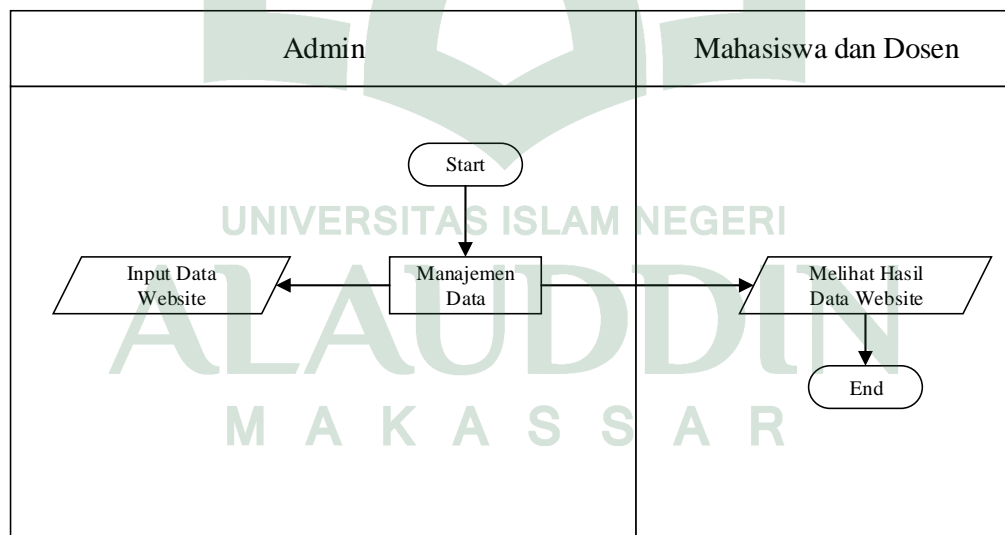 Admin
Mahasiswa dan Dosen
Start
UNIVERSITAS ISLAM NEGERI
Input Data
Website
Manajemen
Data
Melihat Hasil
Data Website
ALAUDDIN
End
MAKASSAR